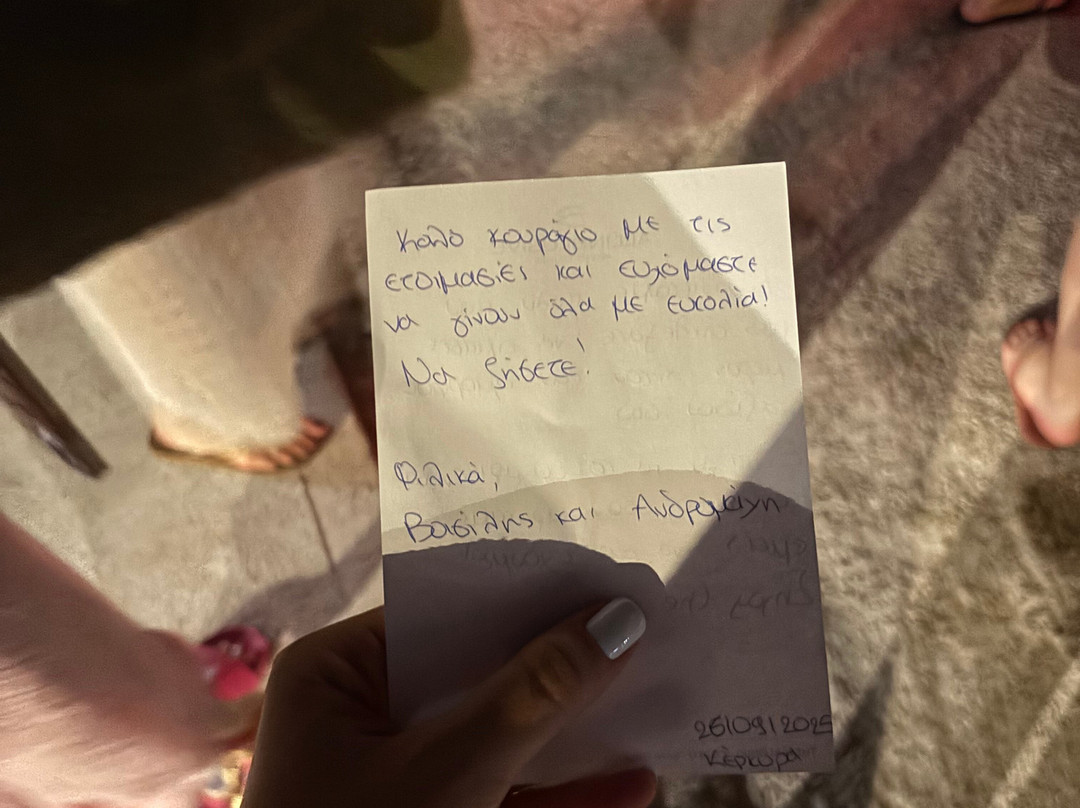 Καλό κουράγιο με τις
ετοιμασίες και ευχόμαστε
να γίνουν όλα με ευκολία!
Να ζήσετε!
Φιλικά,
Βασίλης και
26/09/2025
Κέρκυρα